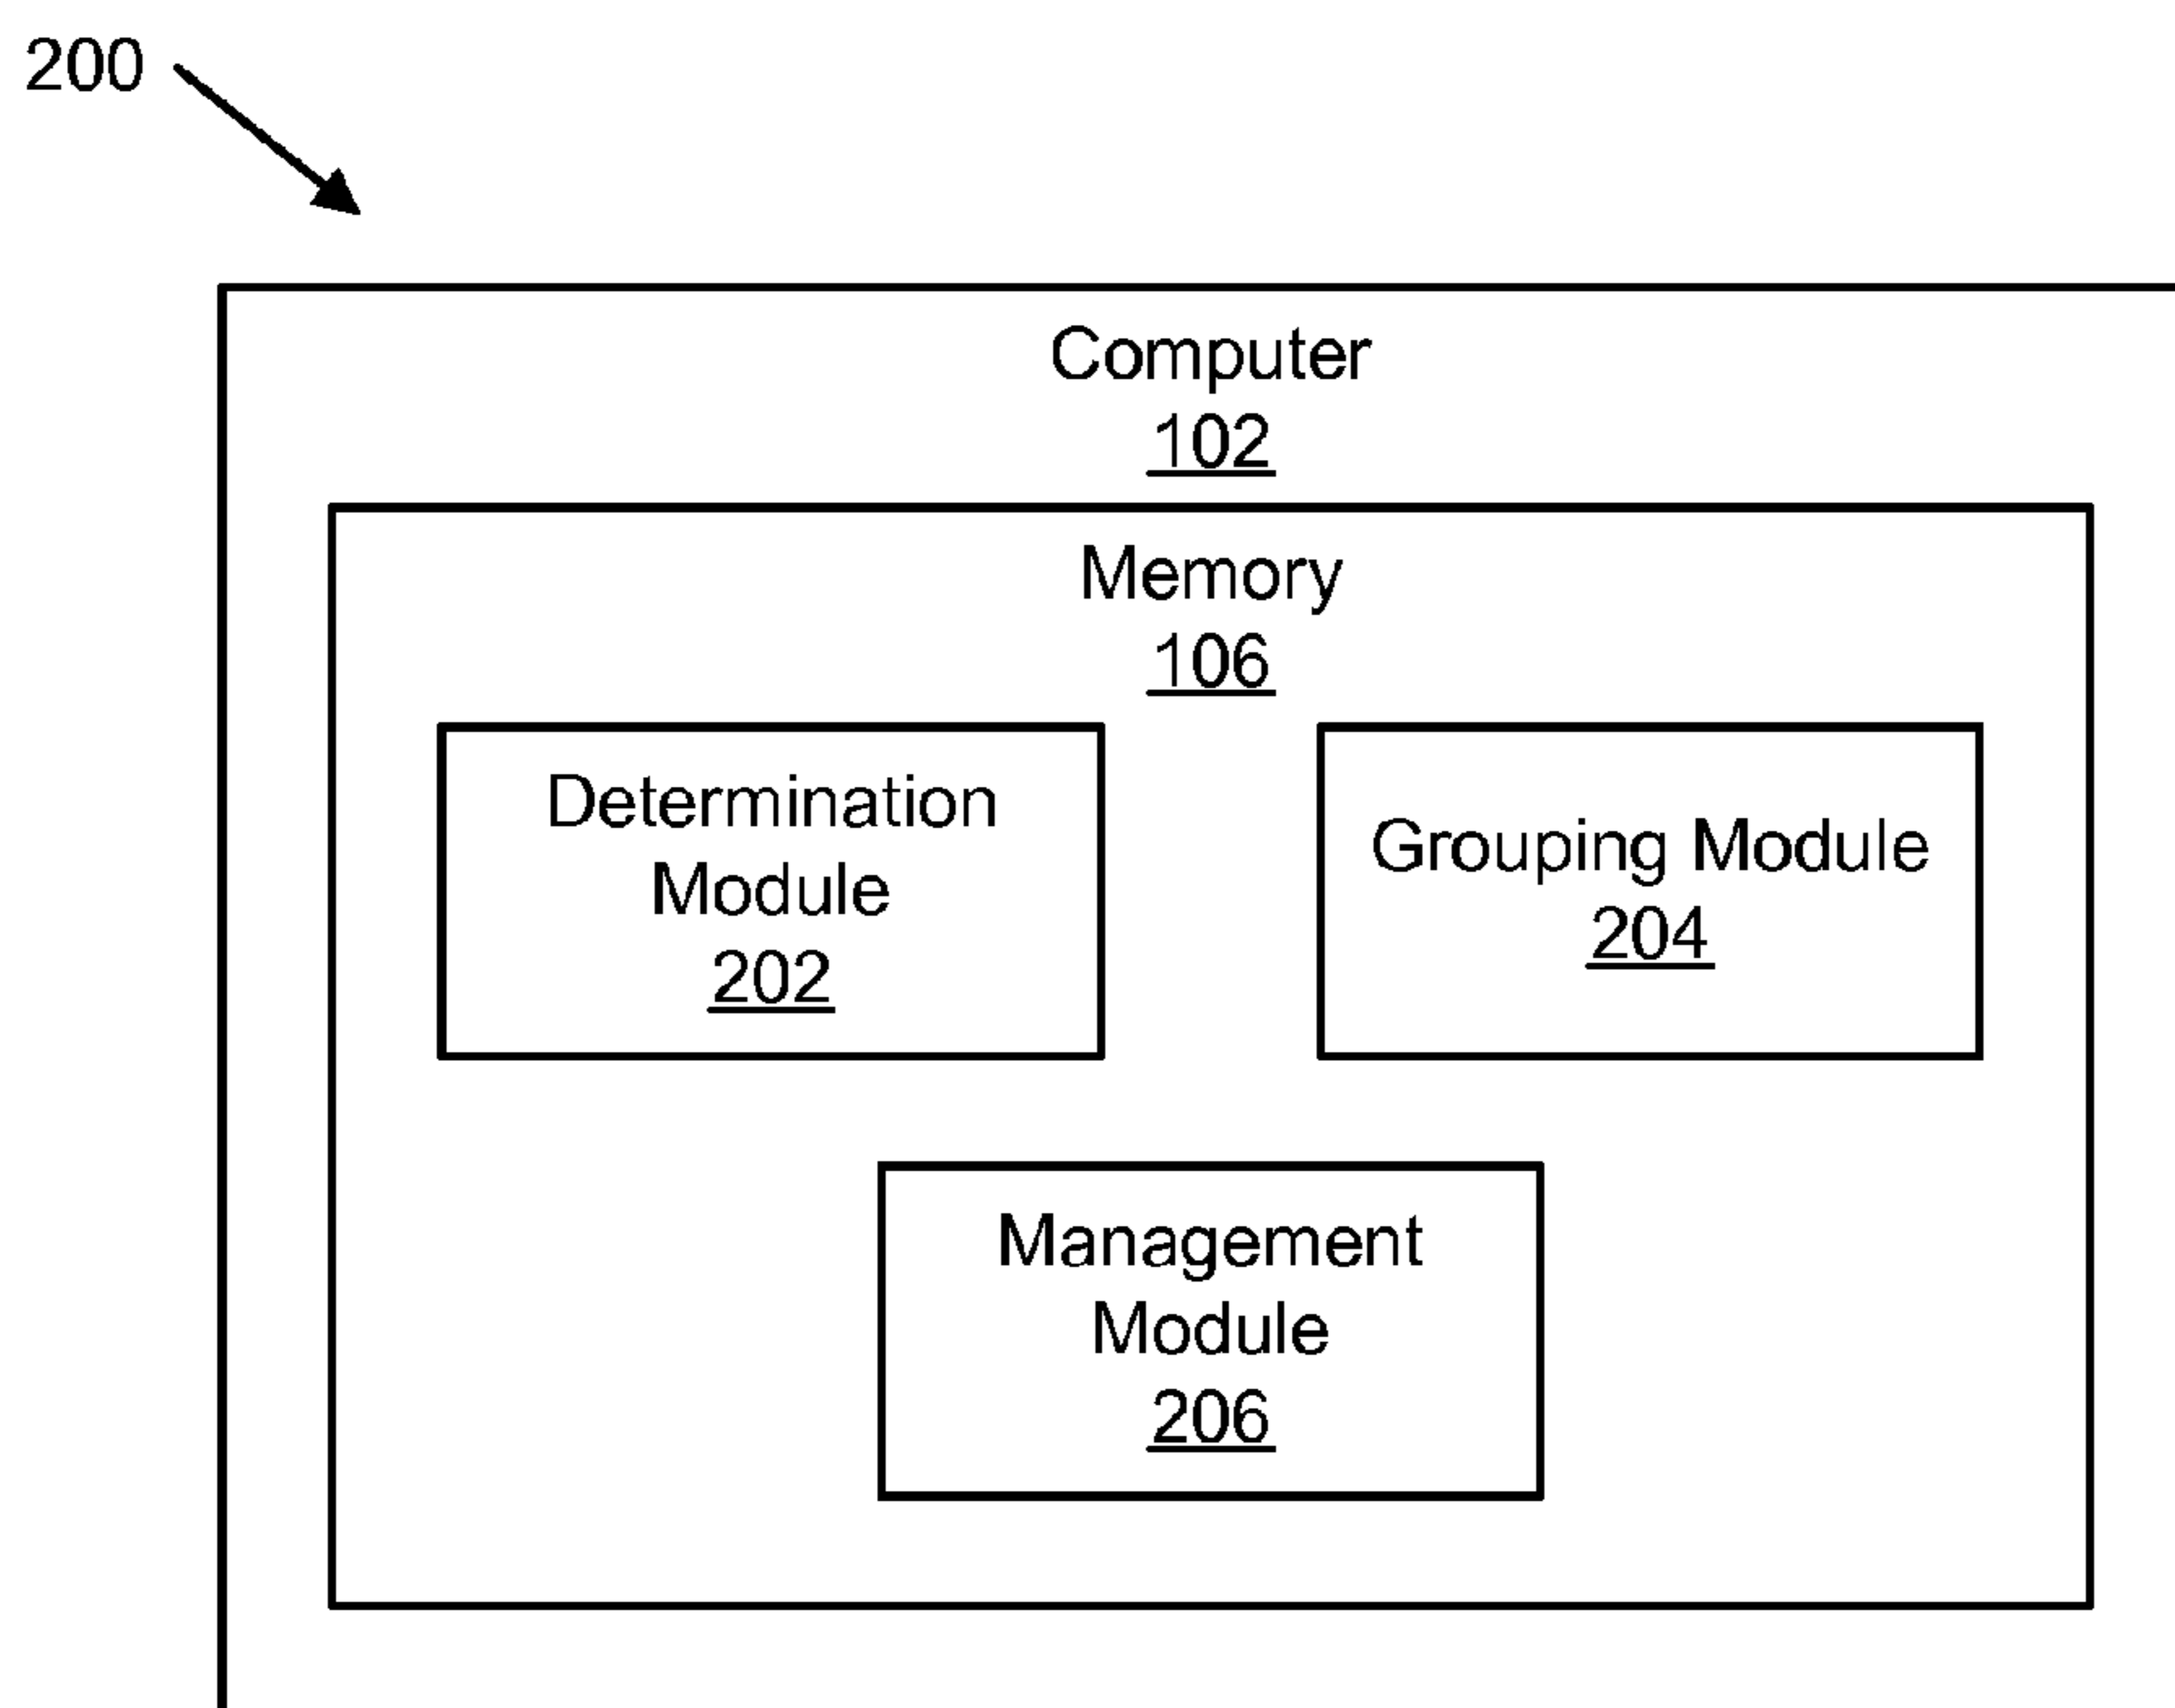 200
Computer
102
Memory
106
Determination
Module
202
Grouping Module
204
Management
Module
206